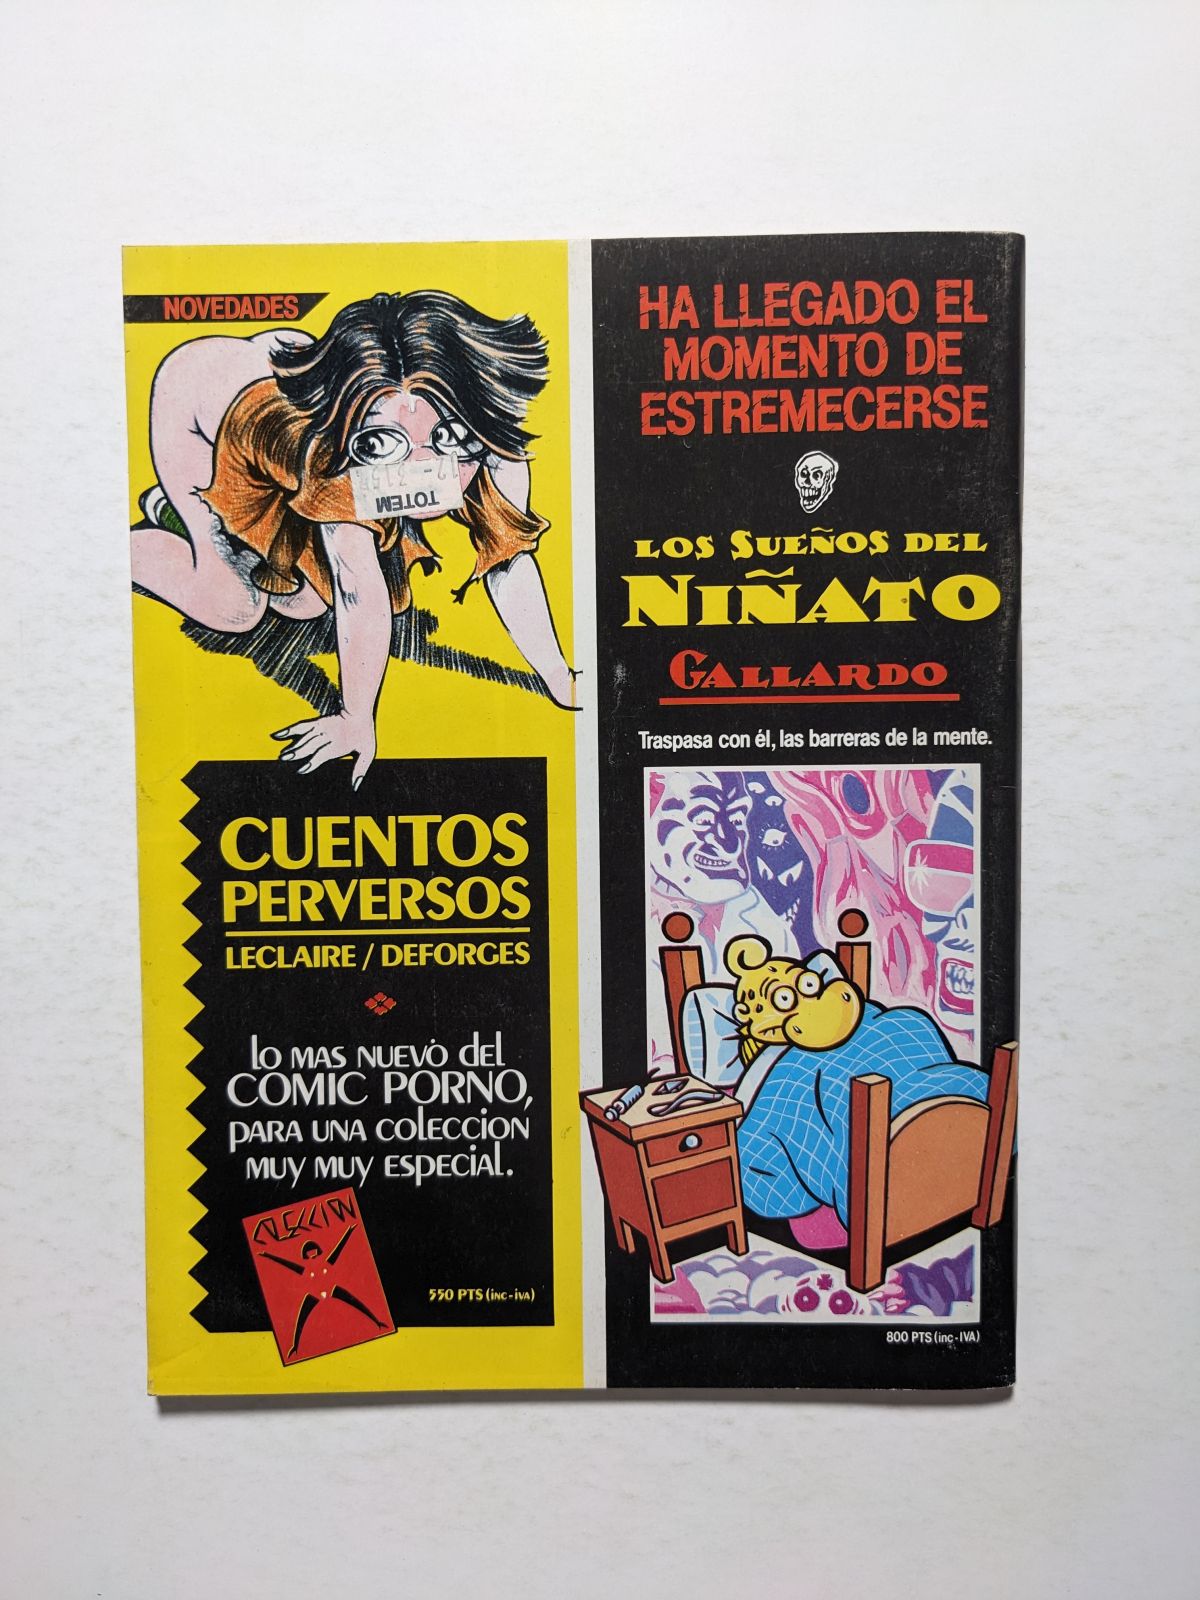 NOVEDADES
TOTEM
CUENTOS
PERVERSOS
LECLAIRE / DEFORGES
lo MAS NUEVO del
COMIC PORNO,
PARA UNA COLECCION
MUY MUY ESPECIAL.
COLECCION
550 PTS (INC-IVA)
HA LLEGADO EL
MOMENTO DE
ESTREMECERSE
LOS SUEÑOS DEL
NIÑATO
GALLARDO
Traspasa con él, las barreras de la mente.
800 PTS (inc-IVA)